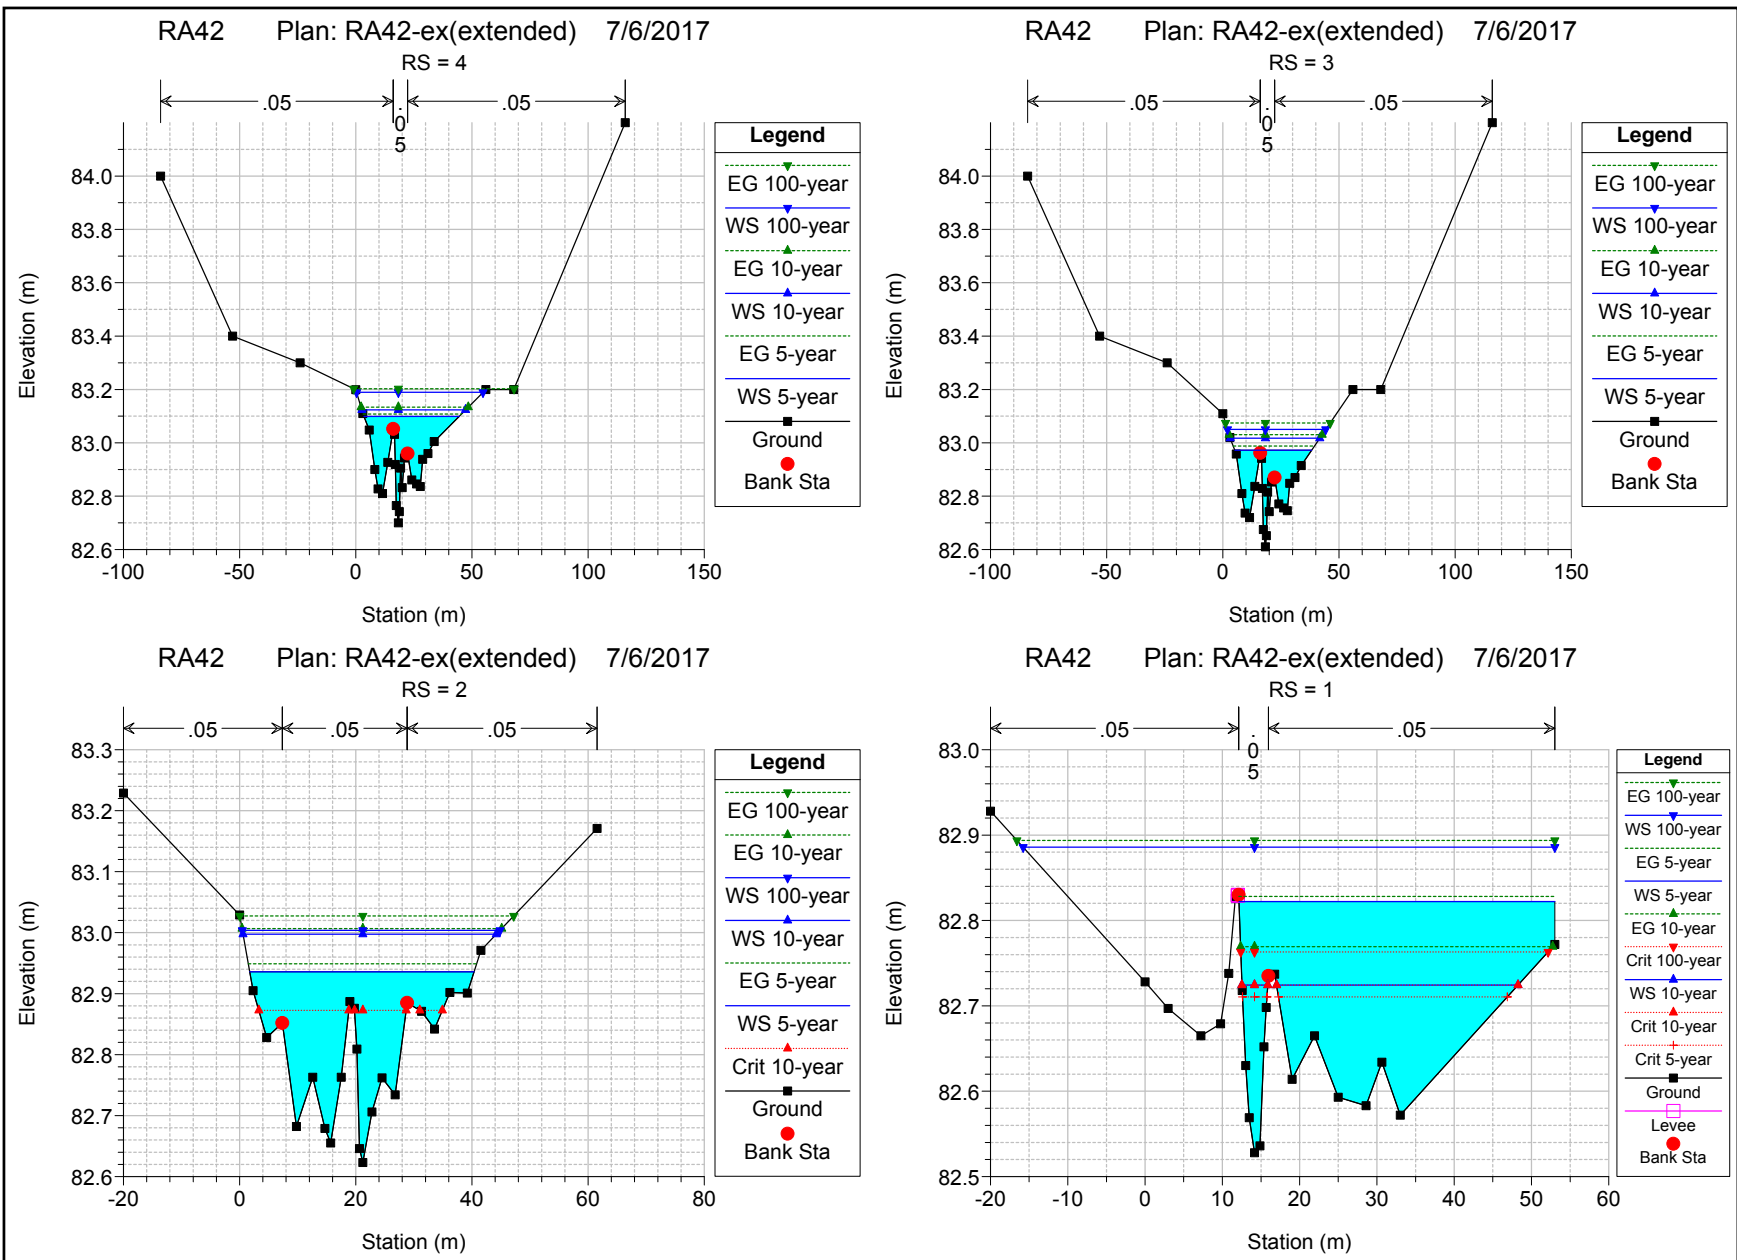 RA42 Plan: RA42-ex(extended) 7/6/2017
RS = 4
.05 .05 .05
Elevation (m)
84.0
83.8
83.6
83.4
83.2
83.0
82.8
82.6
-100 -50 0 50 100 150
Station (m)
Legend
EG 100-year
WS 100-year
EG 10-year
WS 10-year
EG 5-year
WS 5-year
Ground
Bank Sta
RA42 Plan: RA42-ex(extended) 7/6/2017
RS = 3
.05 .05 .05
Elevation (m)
84.0
83.8
83.6
83.4
83.2
83.0
82.8
82.6
-100 -50 0 50 100 150
Station (m)
Legend
EG 100-year
WS 100-year
EG 10-year
WS 10-year
EG 5-year
WS 5-year
Ground
Bank Sta
RA42 Plan: RA42-ex(extended) 7/6/2017
RS = 2
.05 .05 .05
Elevation (m)
83.3
83.2
83.1
83.0
82.9
82.8
82.7
82.6
-20 0 20 40 60 80
Station (m)
Legend
EG 100-year
EG 10-year
WS 100-year
WS 10-year
EG 5-year
WS 5-year
Crit 10-year
Ground
Bank Sta
RA42 Plan: RA42-ex(extended) 7/6/2017
RS = 1
.05 .05 .05
Elevation (m)
83.0
82.9
82.8
82.7
82.6
82.5
-20 -10 0 10 20 30 40 50 60
Station (m)
Legend
EG 100-year
WS 100-year
EG 5-year
WS 5-year
EG 10-year
Crit 100-year
WS 10-year
Crit 10-year
Crit 5-year
Ground
Levee
Bank Sta